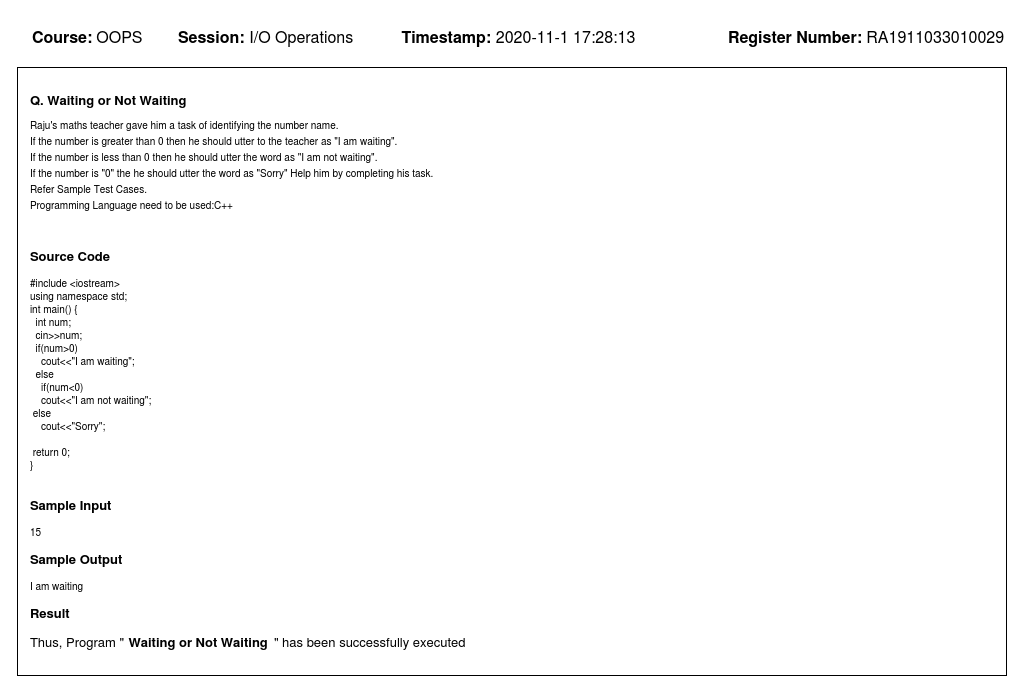 Course: OOPS Session: I/O Operations Timestamp: 2020-11-1 17:28:13 Register Number: RA1911033010029
Q. Waiting or Not Waiting
Raju's maths teacher gave him a task of identifying the number name.
If the number is greater than 0 then he should utter to the teacher as "I am waiting".
If the number is less than 0 then he should utter the word as "I am not waiting".
If the number is "0" the he should utter the word as "Sorry" Help him by completing his task.
Refer Sample Test Cases.
Programming Language need to be used:C++
Source Code
#include <iostream>
using namespace std;
int main() {
  int num;
  cin>>num;
  if(num>0)
    cout<<"I am waiting";
  else
    if(num<0)
    cout<<"I am not waiting";
 else
    cout<<"Sorry";
 return 0;
}
Sample Input
15
Sample Output
I am waiting
Result
Thus, Program " Waiting or Not Waiting " has been successfully executed